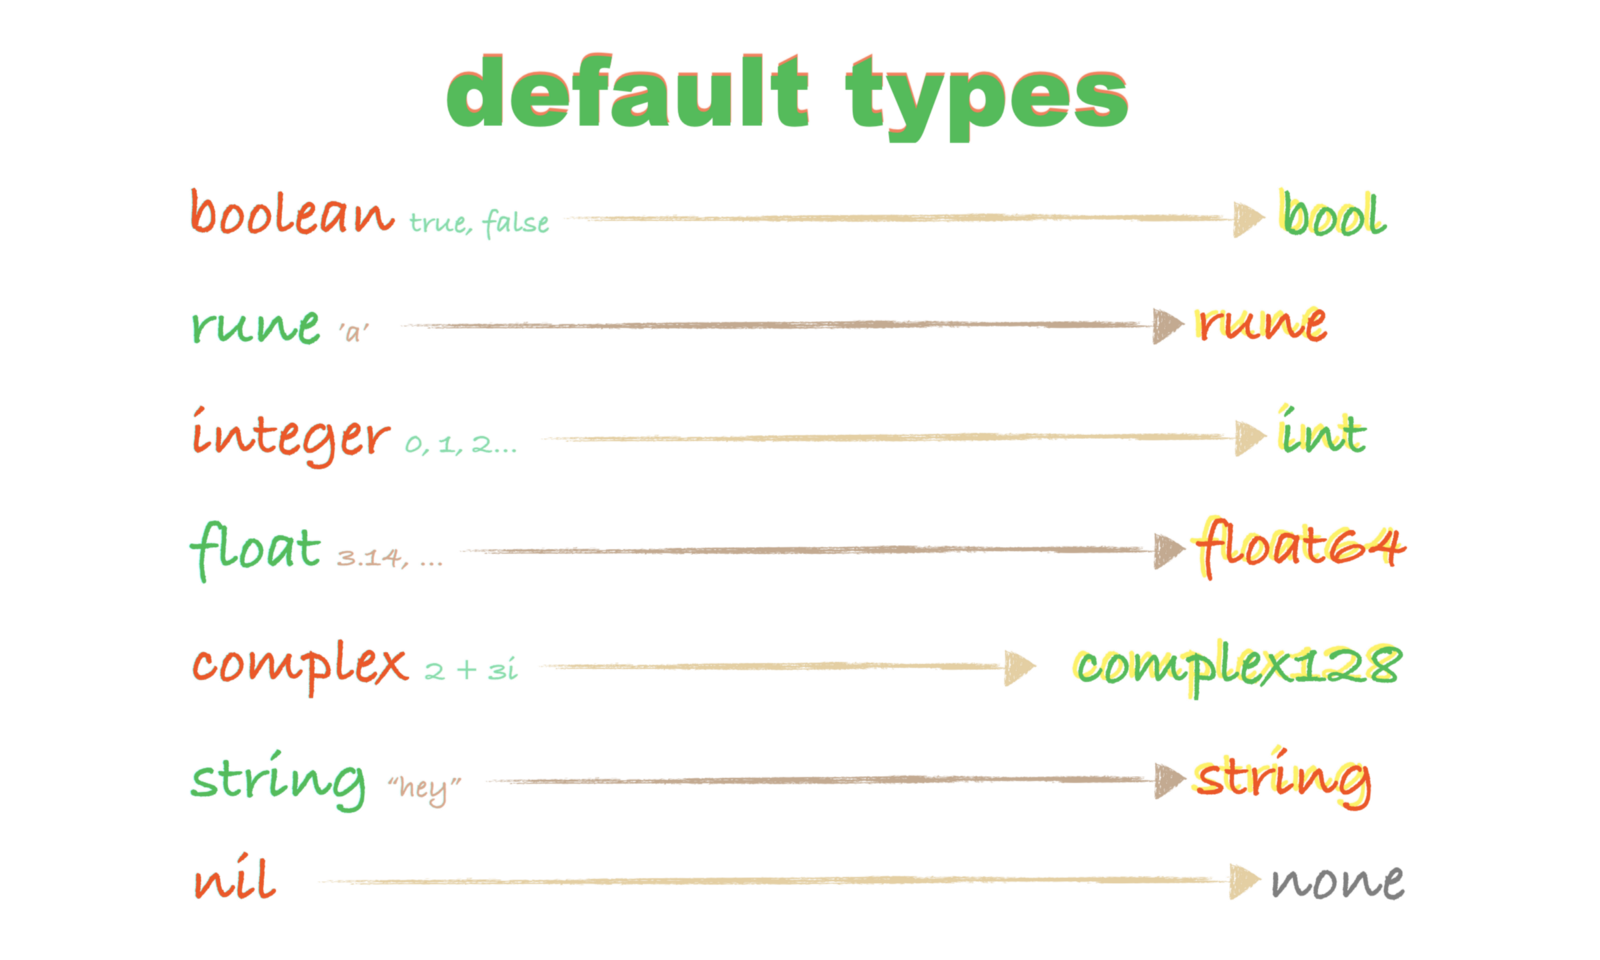 default types
boolean true, false bool
rune 'a' rune
integer 0, 1, 2... int
float 3.14, ... float64
complex 2 + 3i complex128
string “hey” string
nil none